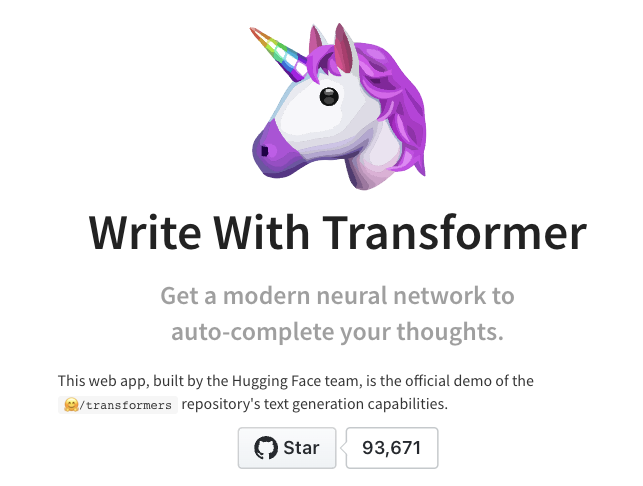 Write With Transformer
Get a modern neural network to
auto-complete your thoughts.
This web app, built by the Hugging Face team, is the official demo of the
🤗/transformers repository's text generation capabilities.
Star 93,671